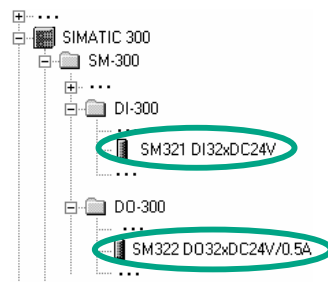 ...
SIMATIC 300
SM-300
...
DI-300
...
SM321 DI32xDC24V
...
DO-300
...
SM322 DO32xDC24V/0.5A
...